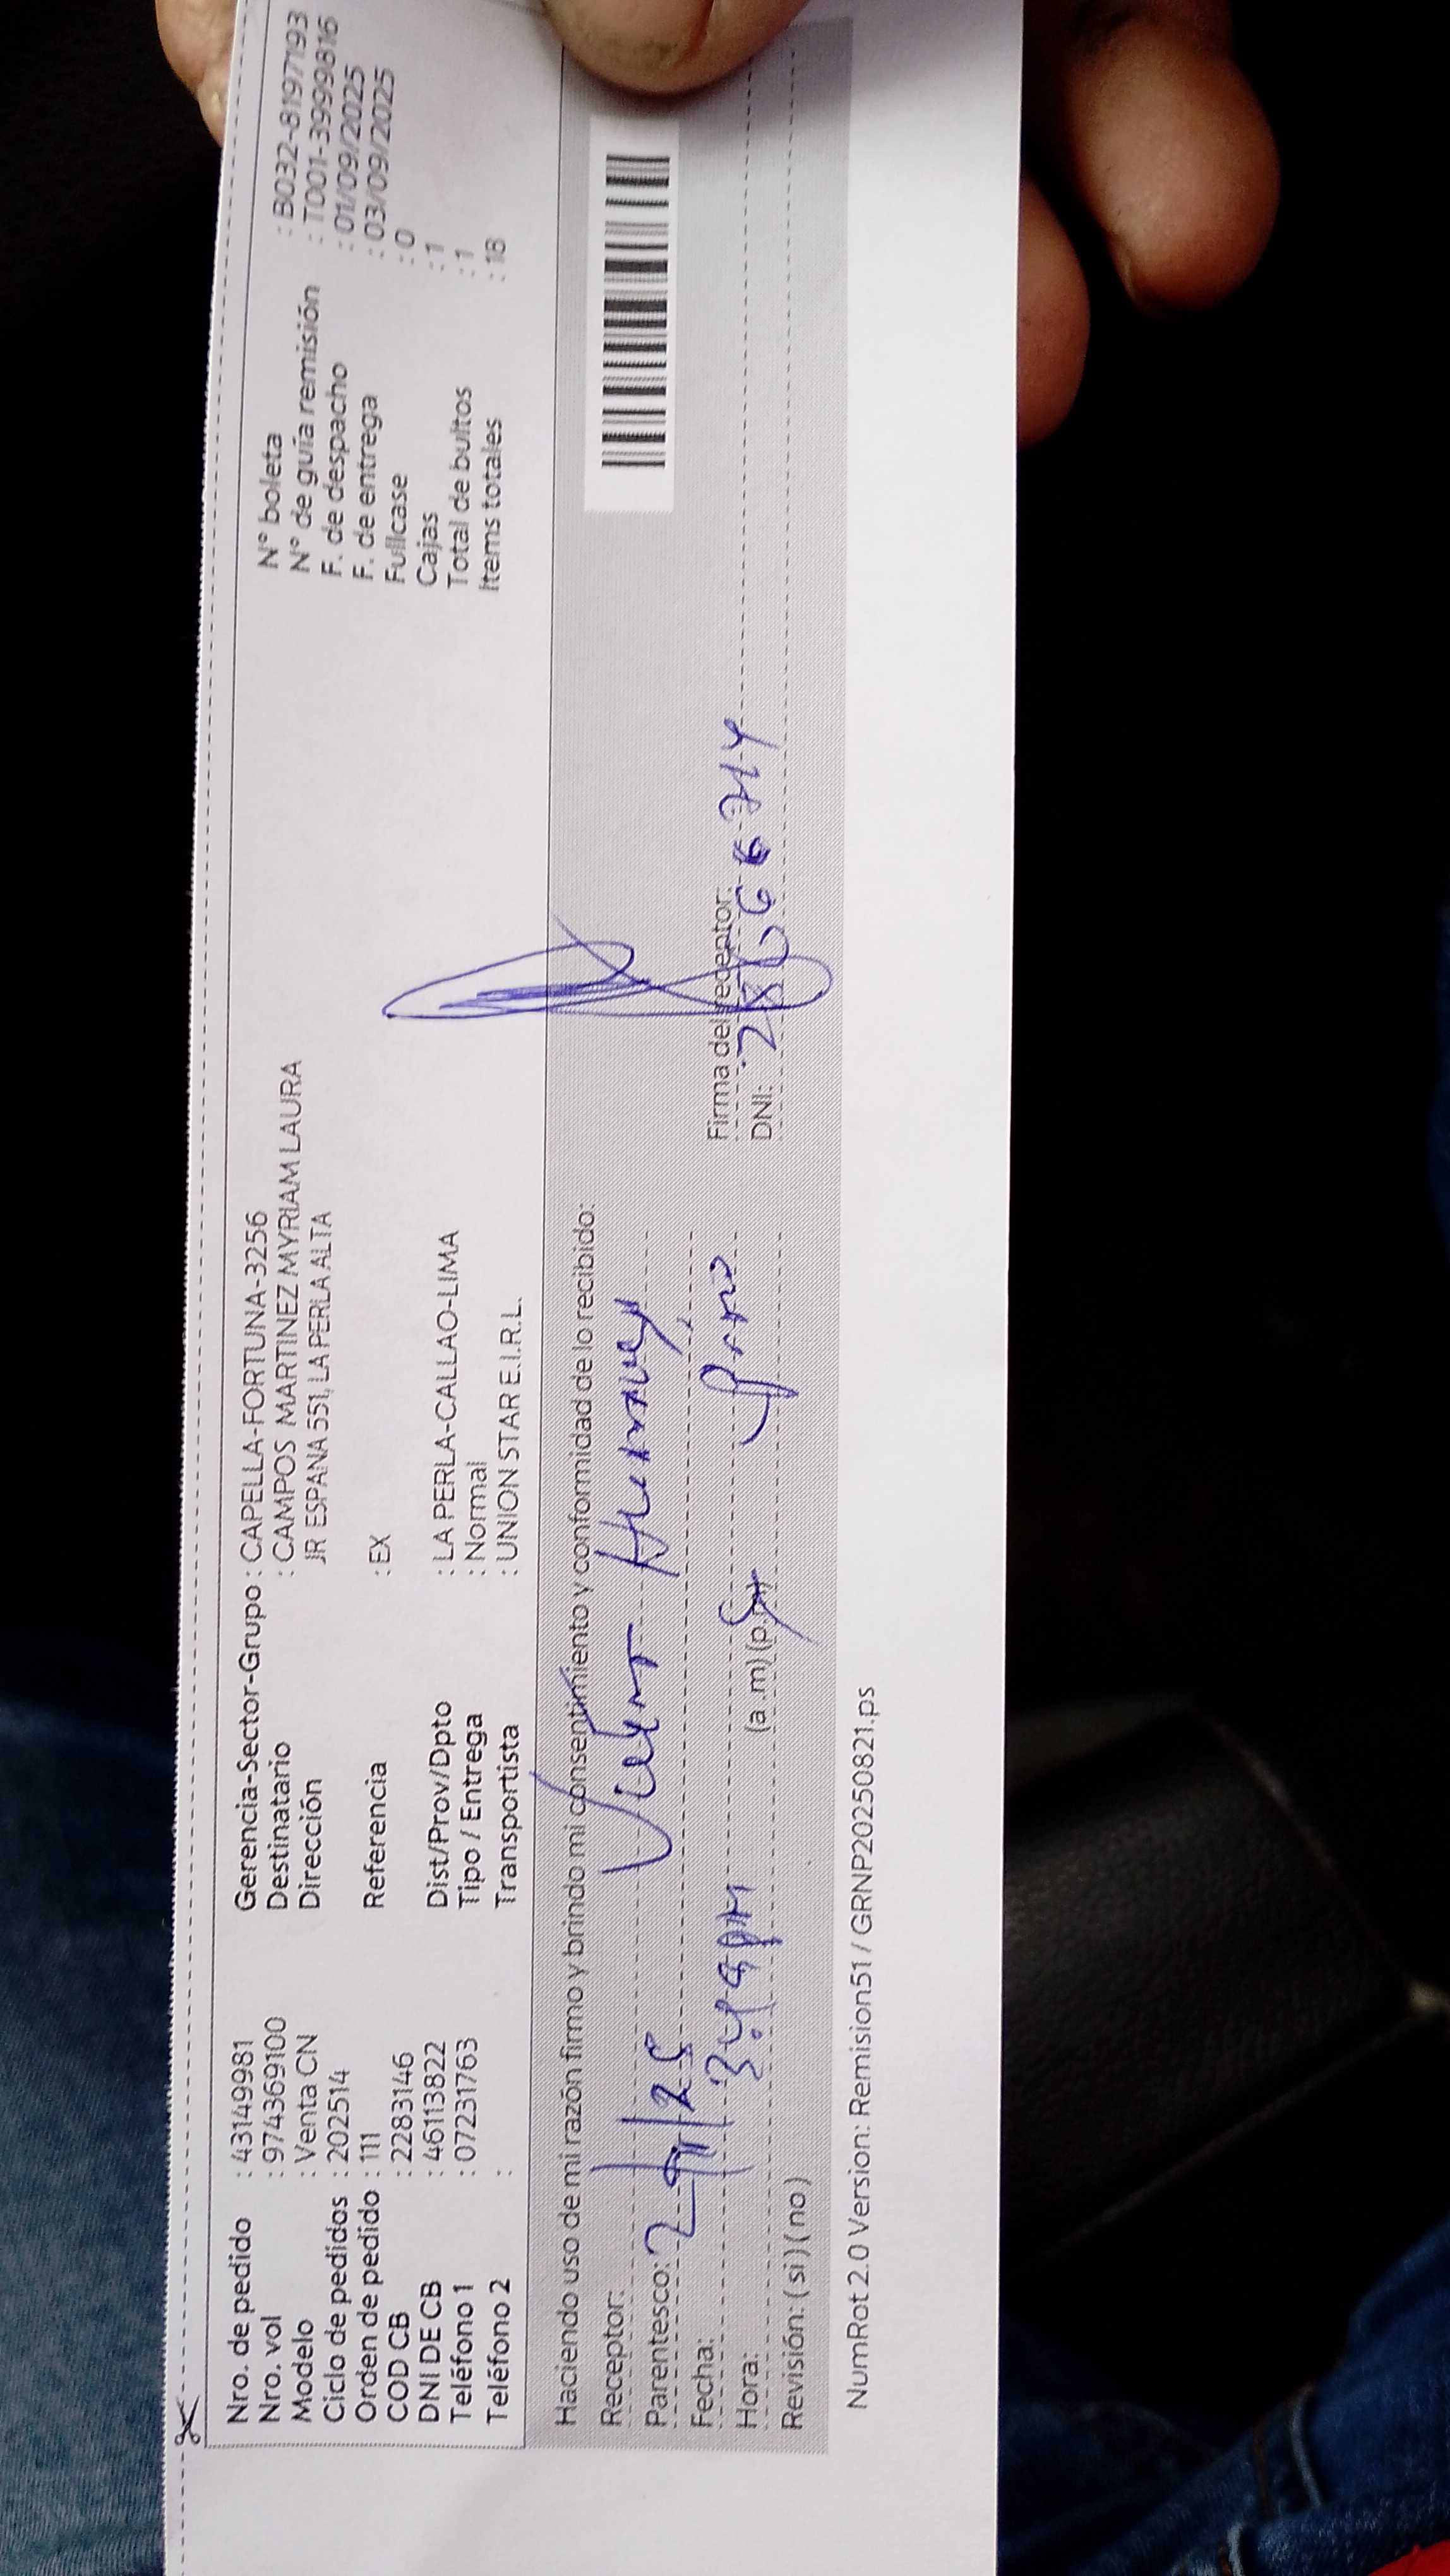 Nro. de pedido : 43149981 Gerencia-Sector-Grupo : CAPELLA-FORTUNA-3256 N° boleta : B032-8197193
Nro. vol : 974369100 Destinatario : CAMPOS MARTINEZ MYRIAM LAURA N° de guía remisión : T001-3999816
Modelo : Venta CN Dirección JR ESPANA 551, LA PERLA ALTA F. de despacho : 01/09/2025
Ciclo de pedidos : 202514 F. de entrega : 03/09/2025
Orden de pedido : 111 Referencia : EX Fullcase : 0
COD CB : 2283146 Cajas : 1
DNI DE CB : 46113822 Dist/Prov/Dpto : LA PERLA-CALLAO-LIMA Total de bultos : 1
Teléfono 1 : 07231763 Tipo / Entrega : Normal Items totales : 18
Teléfono 2 : Transportista : UNION STAR E.I.R.L.
Haciendo uso de mi razón firmo y brindo mi consentimiento y conformidad de lo recibido:
Receptor: Victor
Parentesco:
Fecha: Firma del receptor:
Hora: 3:49 PM (a .m) (p. DNI:
Revisión: ( si ) ( no )
NumRot 2.0 Version: Remision51 / GRNP20250821.ps